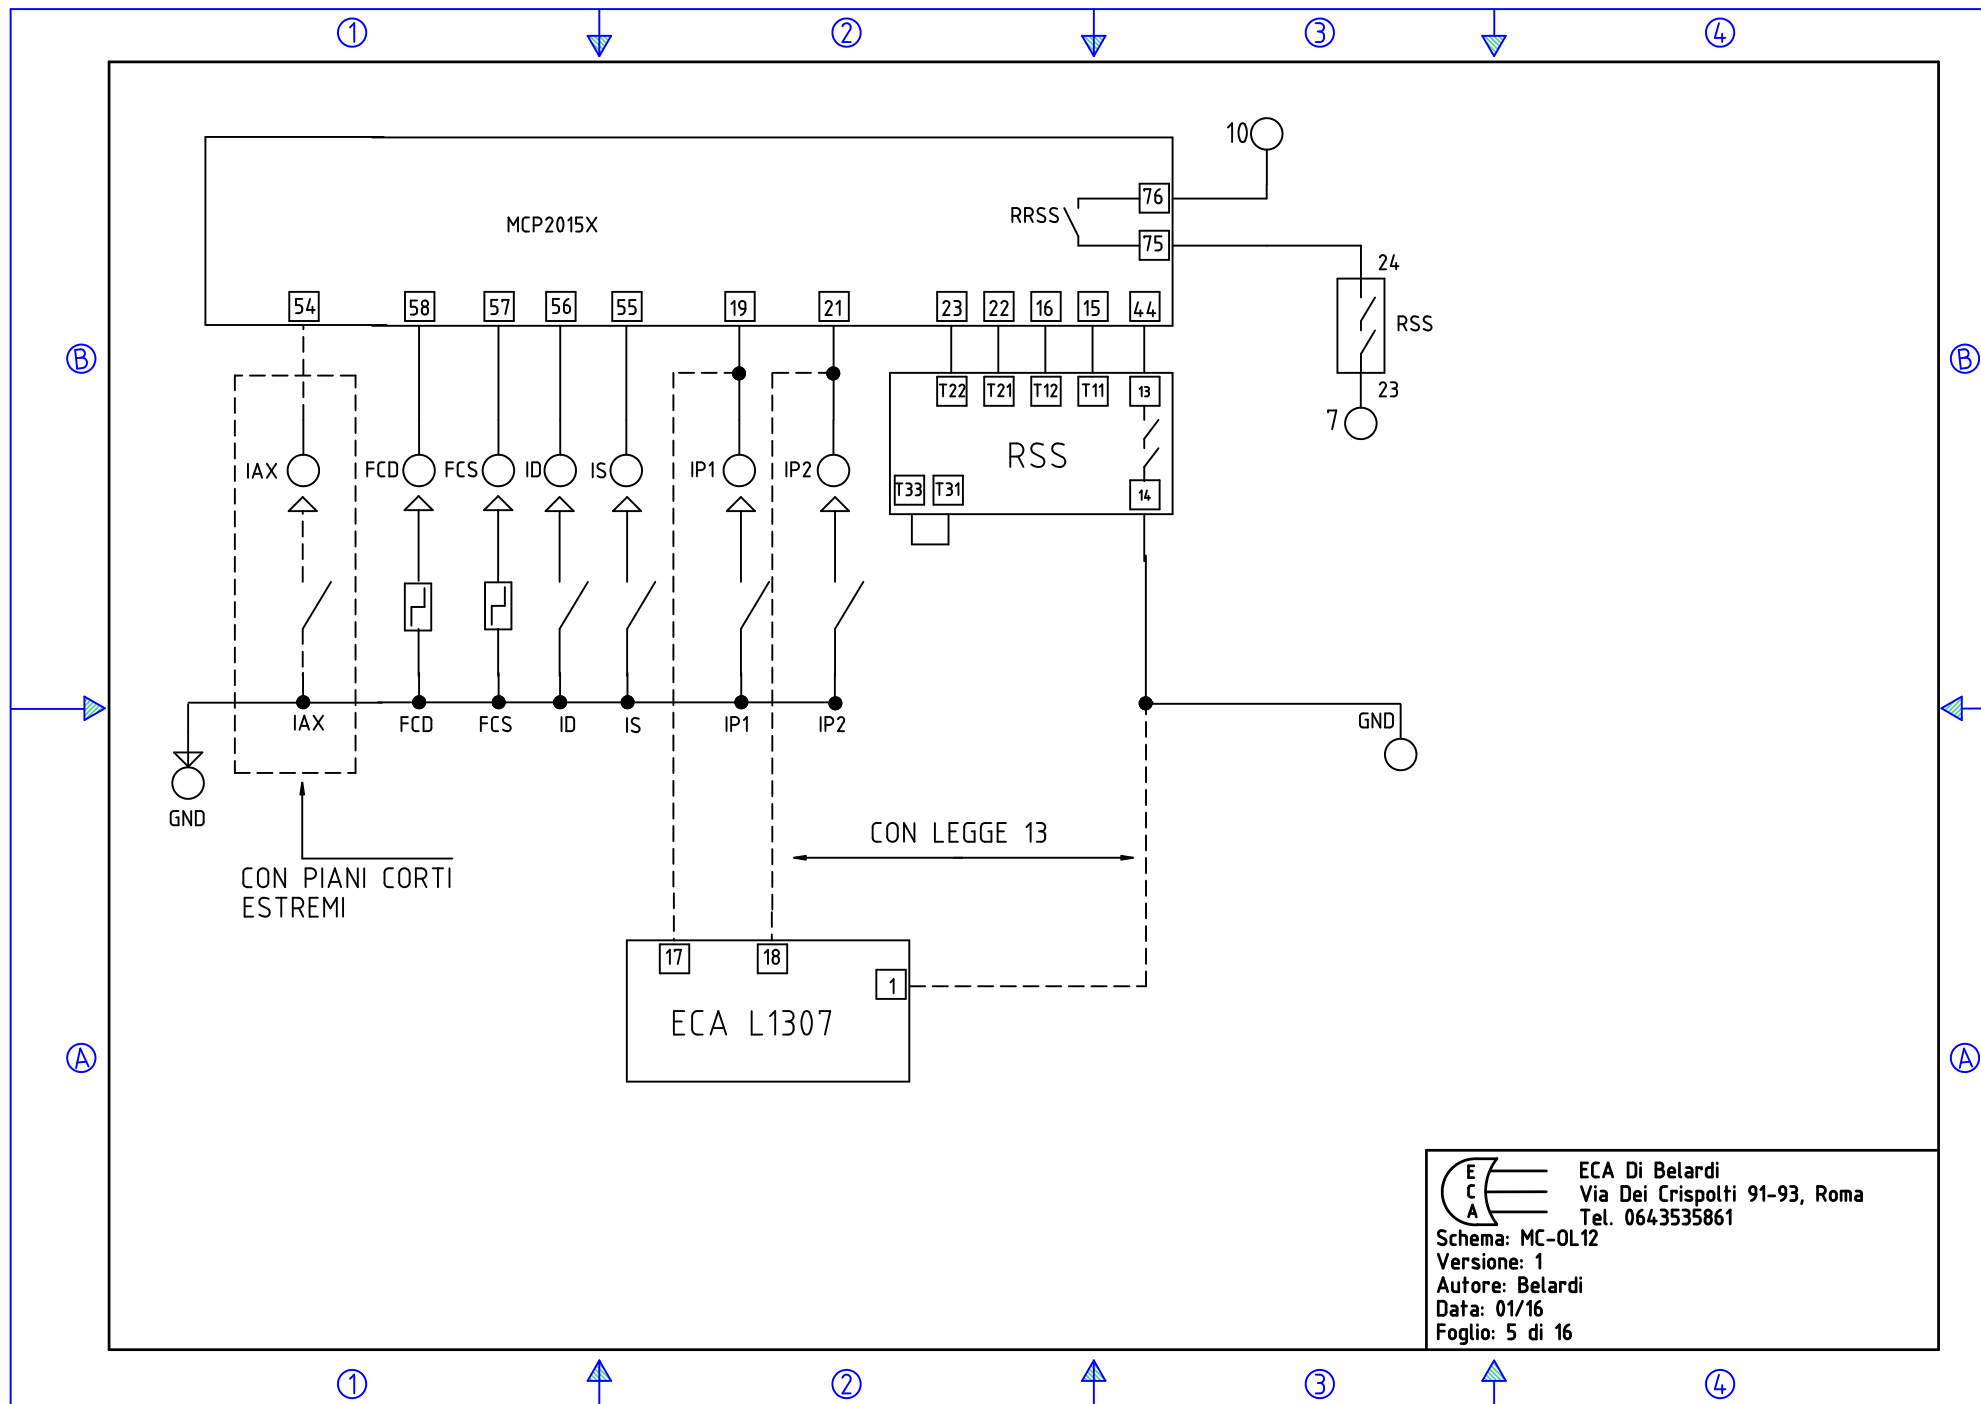 1 2 3 4
10
76
RRSS
MCP2015X
75
24
54 58 57 56 55 19 21 23 22 16 15 44
RSS
B B
T22 T21 T12 T11 13
23
7
RSS
IAX FCD FCS ID IS IP1 IP2
T33 T31 14
IAX FCD FCS ID IS IP1 IP2
GND
GND
CON LEGGE 13
CON PIANI CORTI
ESTREMI
17 18
1
ECA L1307
A A
E
C
A
ECA Di Belardi
Via Dei Crispolti 91-93, Roma
Tel. 0643535861
Schema: MC-OL12
Versione: 1
Autore: Belardi
Data: 01/16
Foglio: 5 di 16
1 2 3 4